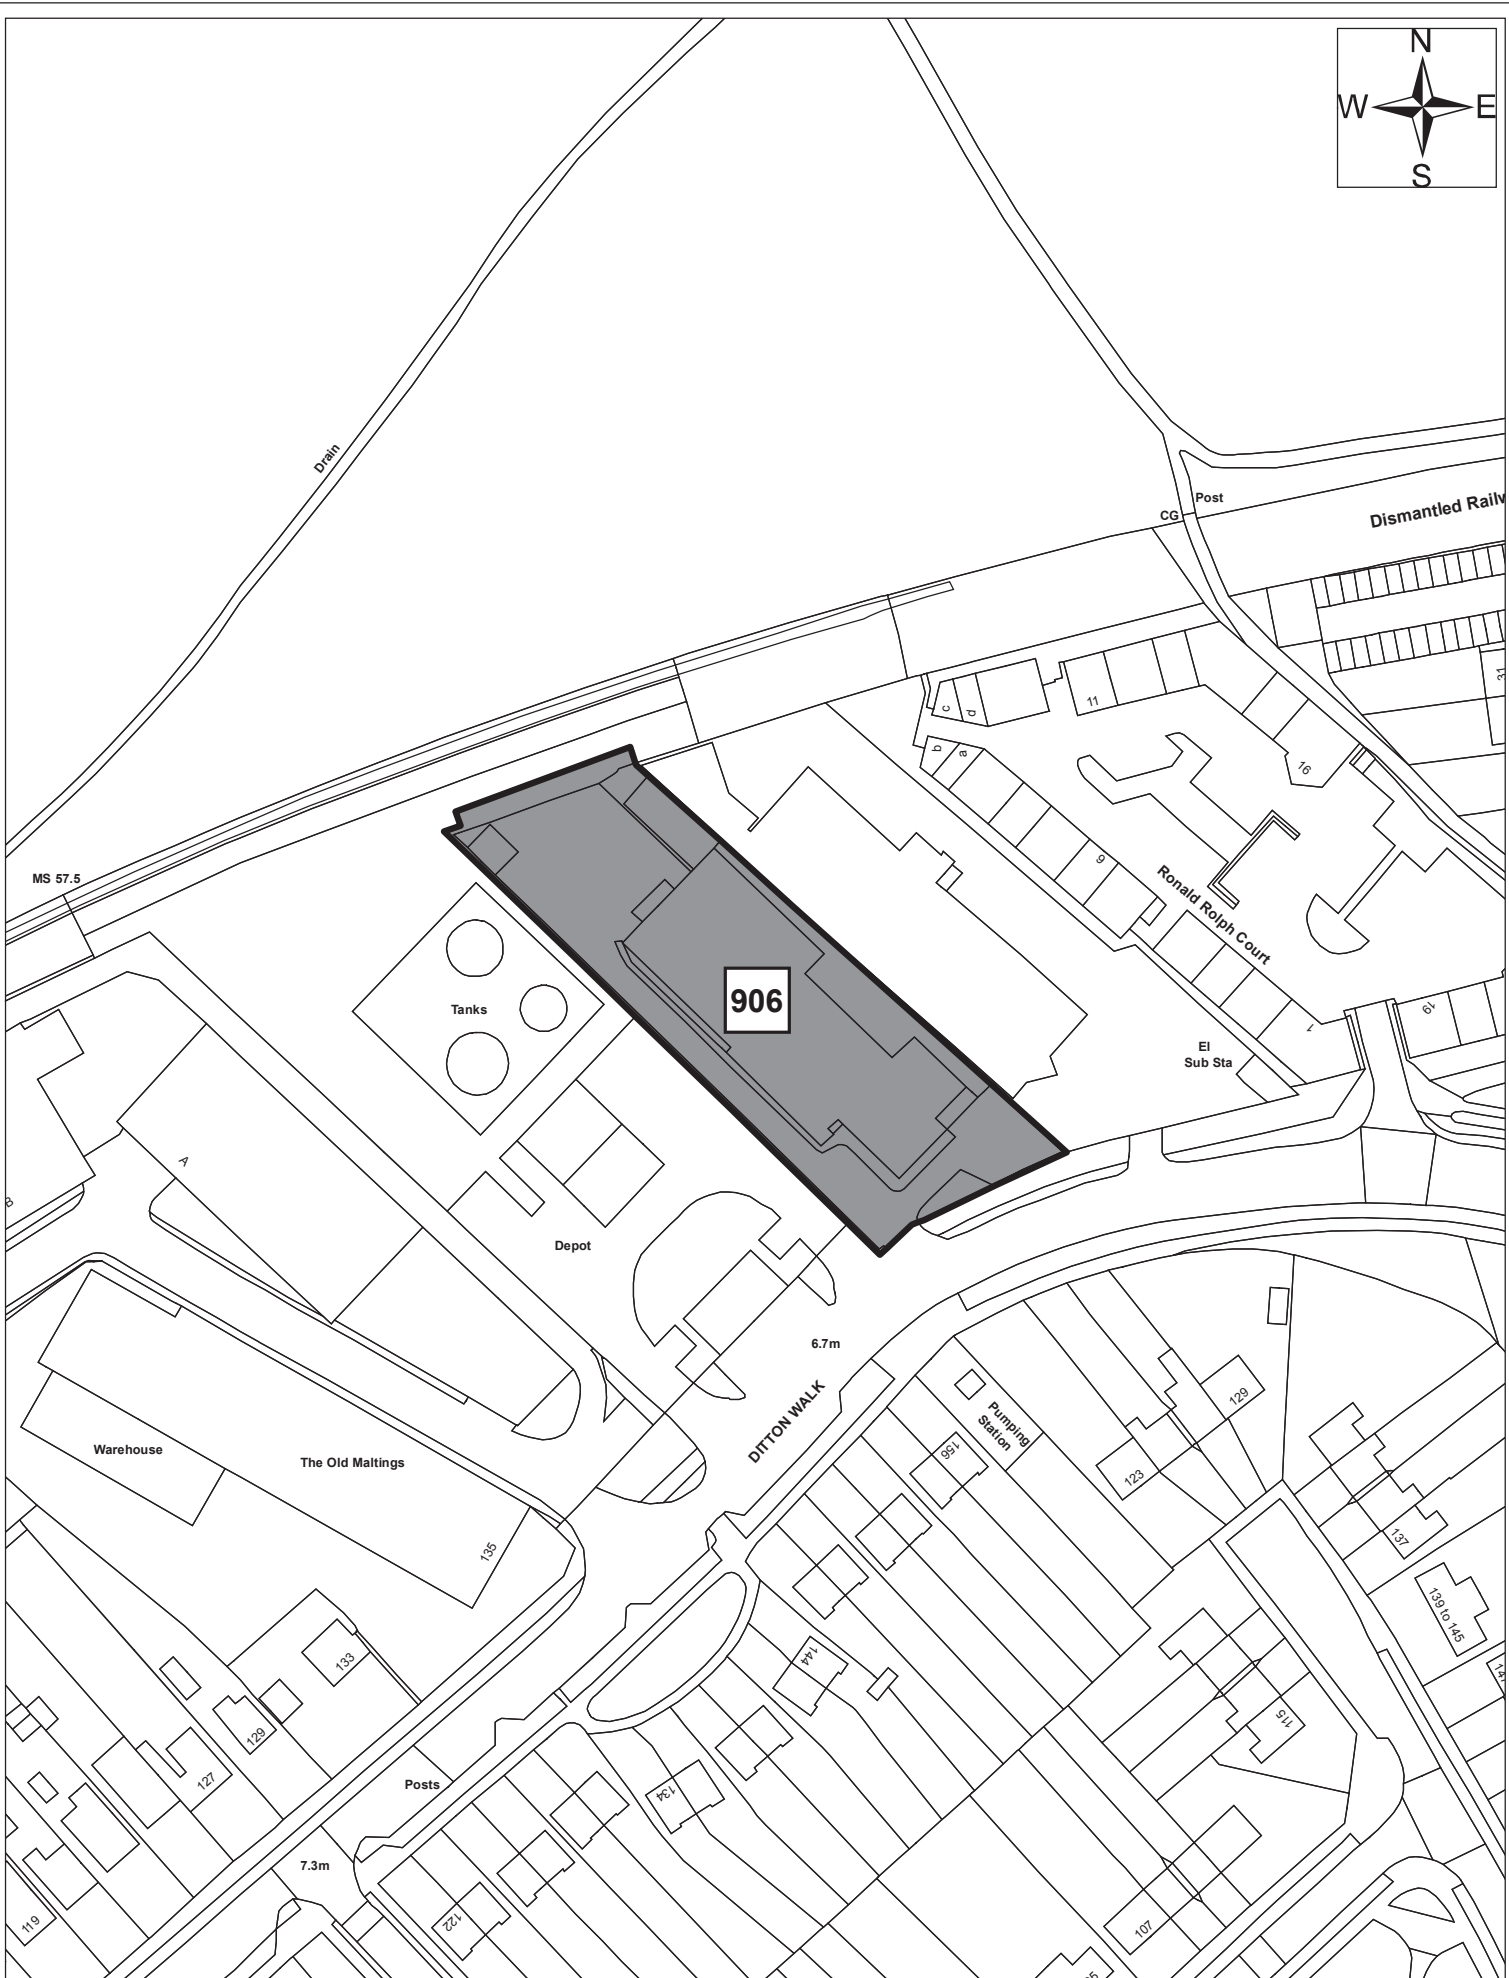 N
W E
S
Drain
Post
CG
Dismantled Railw
31
11
c
d
b
a
16
9
MS 57.5
Ronald Rolph Court
906
Tanks
19
1
El
Sub Sta
A
B
Depot
6.7m
DITTON WALK
Pumping
Station
129
123
156
137
Warehouse
The Old Maltings
135
139 to 145
133
144
129
115
127
134
Posts
7.3m
122
119
107